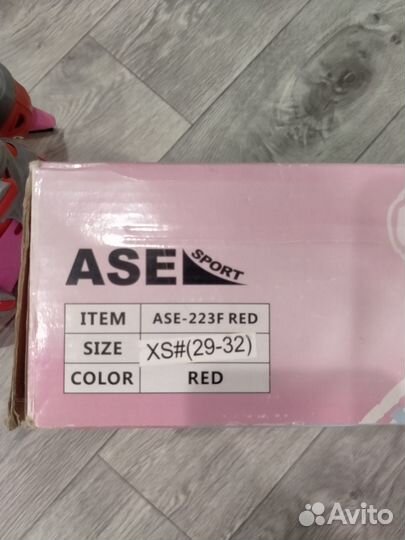 ASE SPORT
ITEM ASE-223F RED
SIZE XS#(29-32)
COLOR RED
Avito